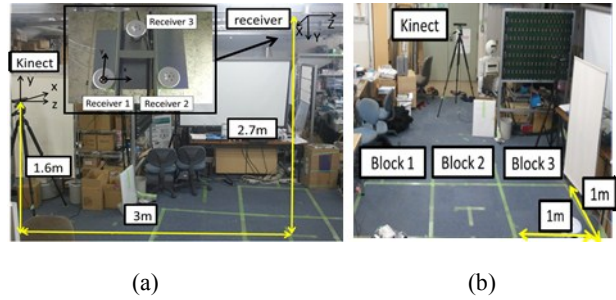 Receiver 3
receiver
X
Z
Y
Kinect
Y
X
Z
Y
X
Receiver 1
Receiver 2
2.7m
1.6m
3m
Kinect
Block 1
Block 2
Block 3
1m
1m
(a)
(b)